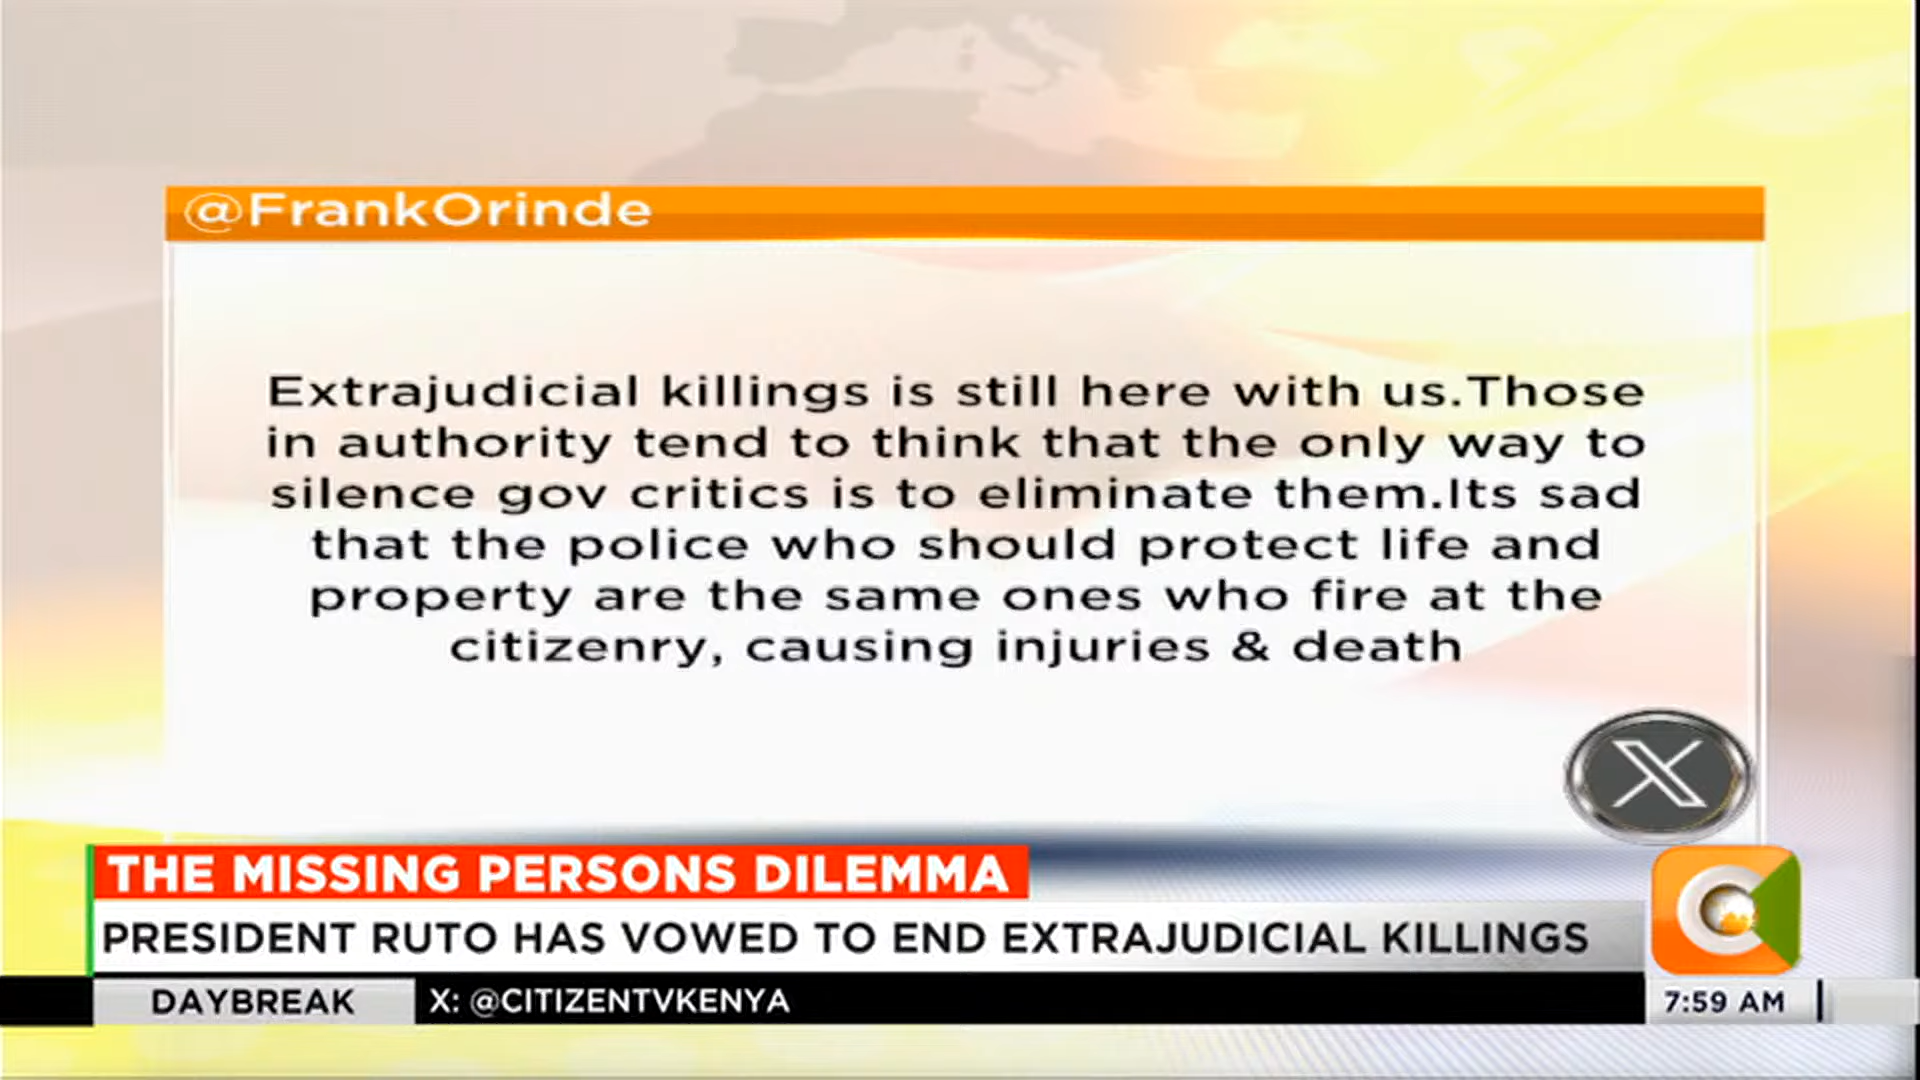 @FrankOrinde
Extrajudicial killings is still here with us.Those
in authority tend to think that the only way to
silence gov critics is to eliminate them.Its sad
that the police who should protect life and
property are the same ones who fire at the
citizenry, causing injuries & death
X
THE MISSING PERSONS DILEMMA
PRESIDENT RUTO HAS VOWED TO END EXTRAJUDICIAL KILLINGS
DAYBREAK
X: @CITIZENTVKENYA
7:59 AM